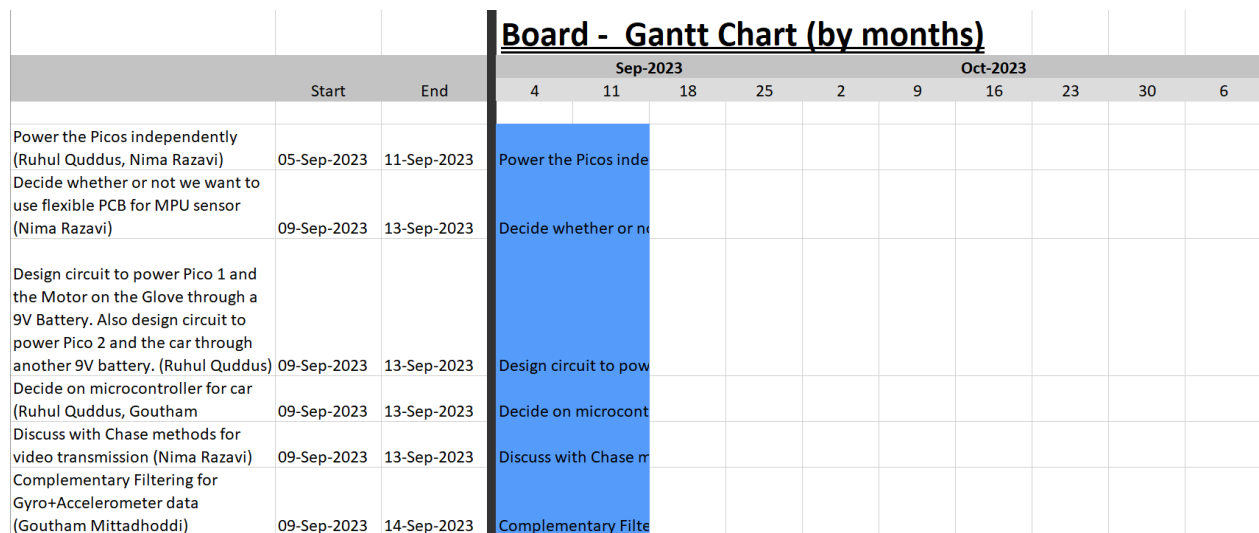 Board -  Gantt Chart (by months)
Sep-2023 Oct-2023
Start End 4 11 18 25 2 9 16 23 30 6
Power the Picos independently
(Ruhul Quddus, Nima Razavi) 05-Sep-2023 11-Sep-2023 Power the Picos inde
Decide whether or not we want to
use flexible PCB for MPU sensor
(Nima Razavi) 09-Sep-2023 13-Sep-2023 Decide whether or no
Design circuit to power Pico 1 and
the Motor on the Glove through a
9V Battery. Also design circuit to
power Pico 2 and the car through
another 9V battery. (Ruhul Quddus) 09-Sep-2023 13-Sep-2023 Design circuit to pow
Decide on microcontroller for car
(Ruhul Quddus, Goutham 09-Sep-2023 13-Sep-2023 Decide on microcont
Discuss with Chase methods for
video transmission (Nima Razavi) 09-Sep-2023 13-Sep-2023 Discuss with Chase m
Complementary Filtering for
Gyro+Accelerometer data
(Goutham Mittadhoddi) 09-Sep-2023 14-Sep-2023 Complementary Filte